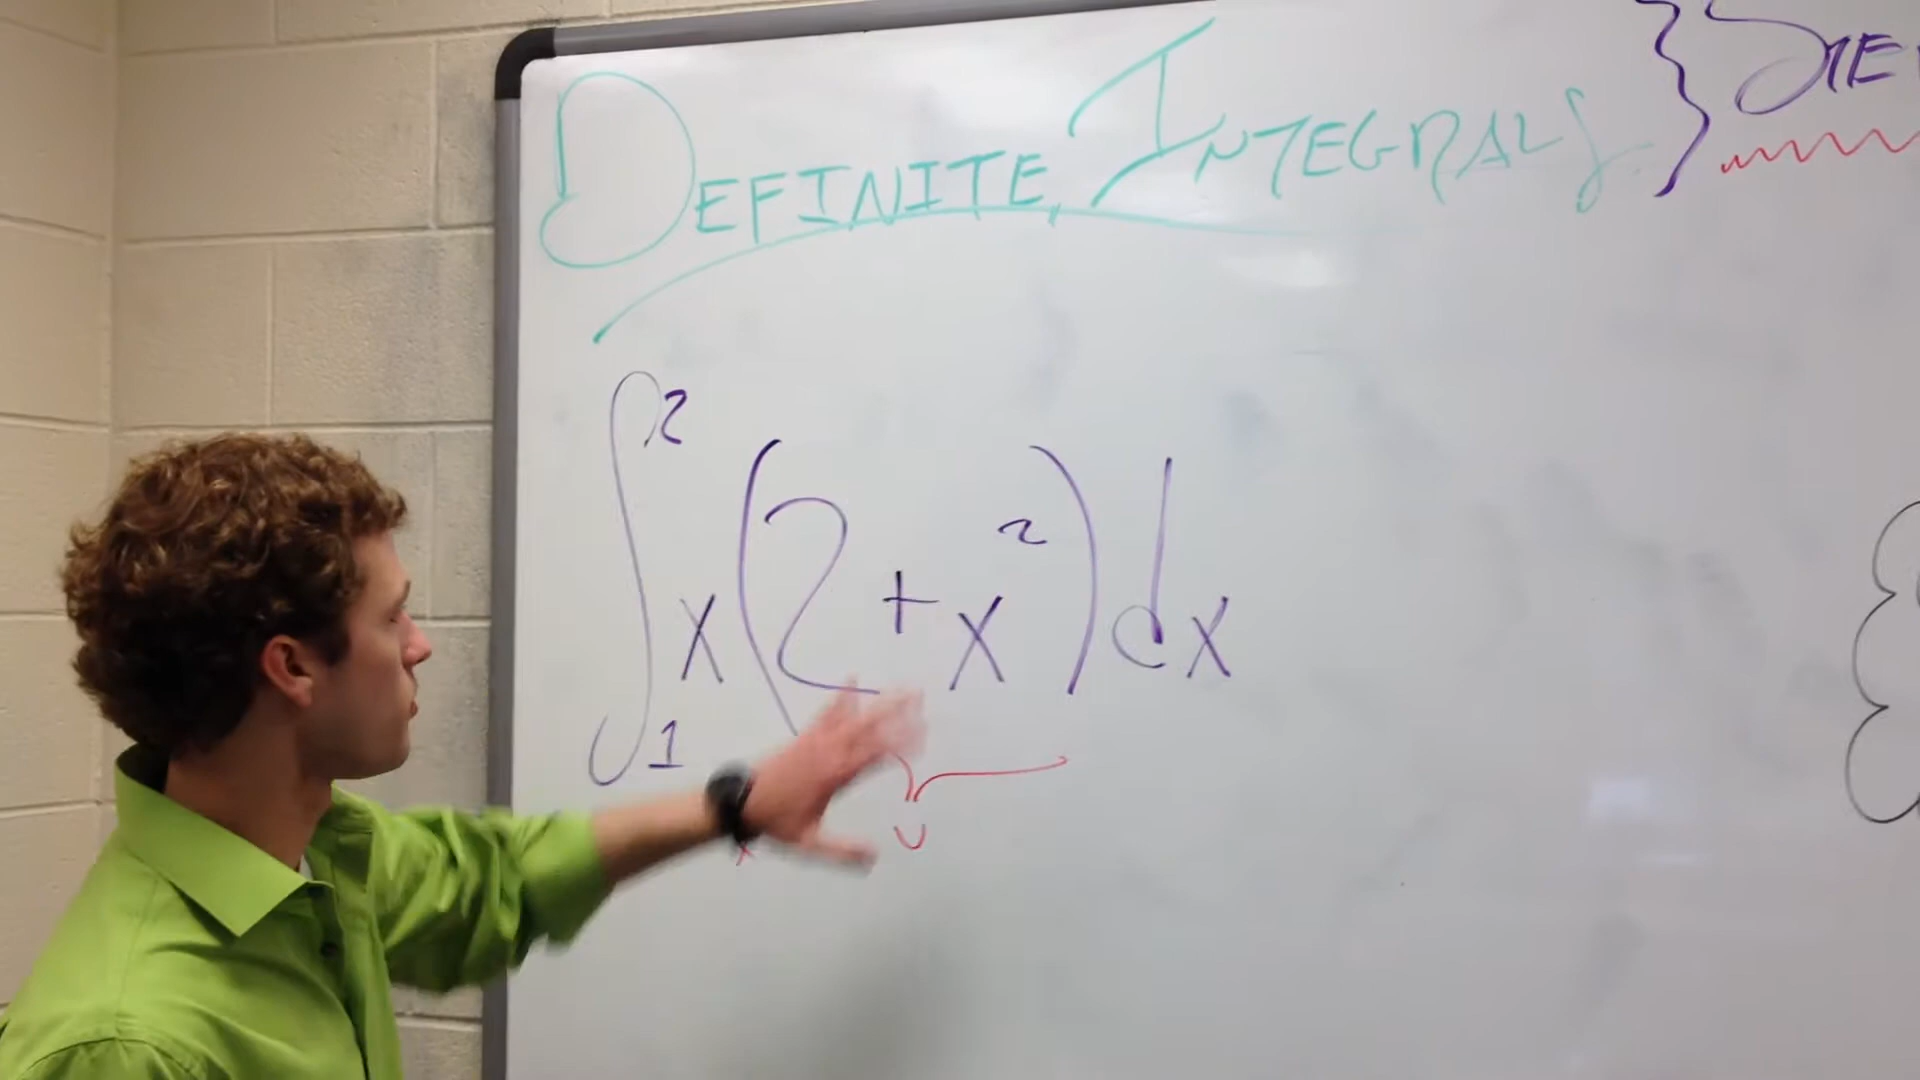 DEFINITE INTEGRALS }
∫₁² x(2+x²)dx
U